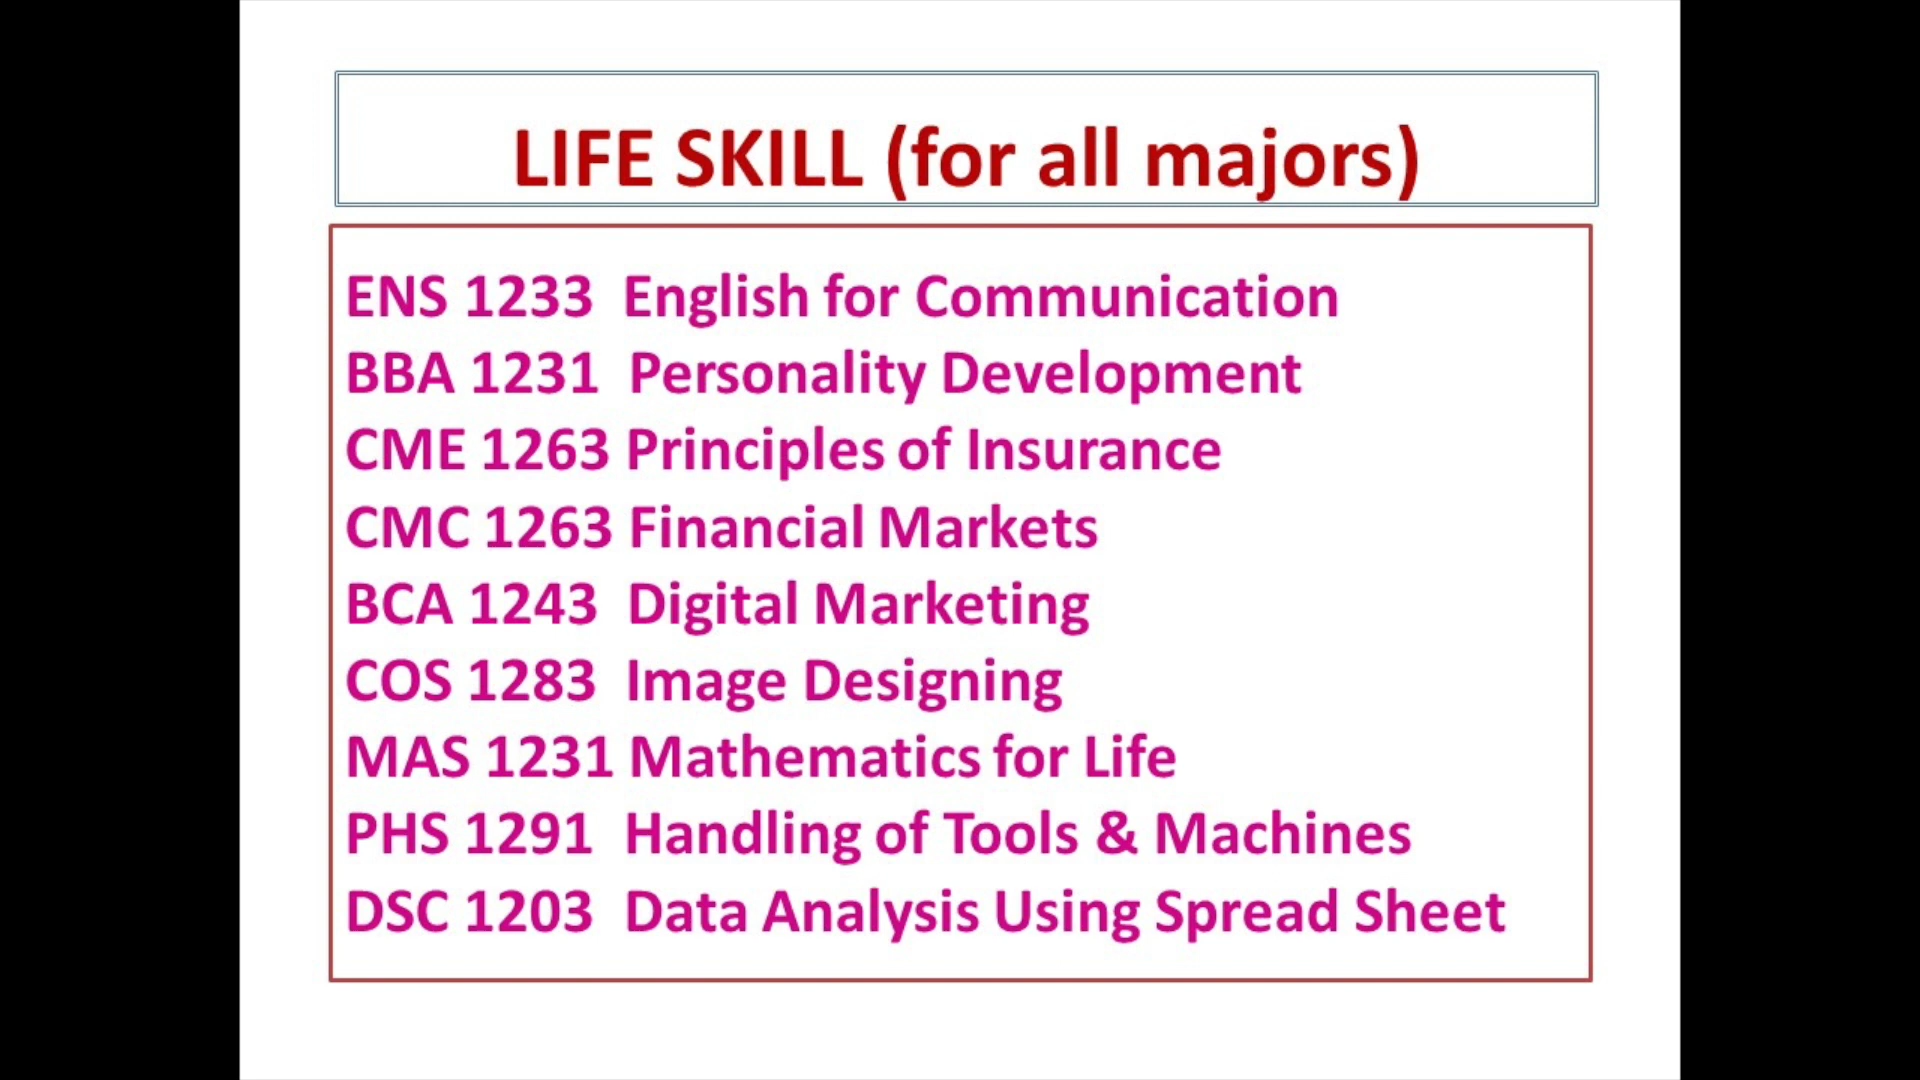 LIFE SKILL (for all majors)
ENS 1233 English for Communication
BBA 1231 Personality Development
CME 1263 Principles of Insurance
CMC 1263 Financial Markets
BCA 1243 Digital Marketing
COS 1283 Image Designing
MAS 1231 Mathematics for Life
PHS 1291 Handling of Tools & Machines
DSC 1203 Data Analysis Using Spread Sheet